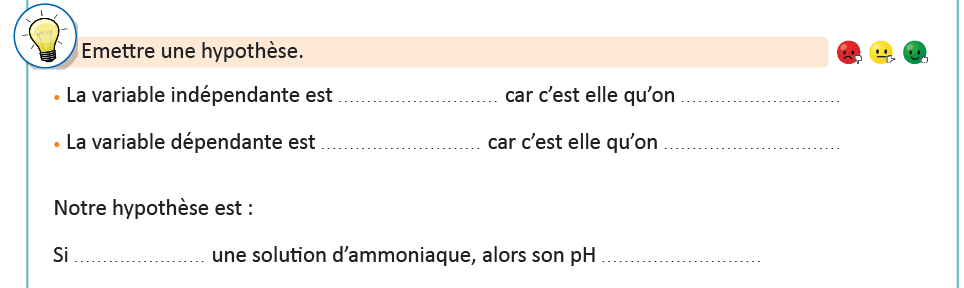 Emettre une hypothèse.
• La variable indépendante est ........................... car c’est elle qu’on ...........................
• La variable dépendante est ........................... car c’est elle qu’on ..............................
Notre hypothèse est :
Si ...................... une solution d’ammoniaque, alors son pH ...........................